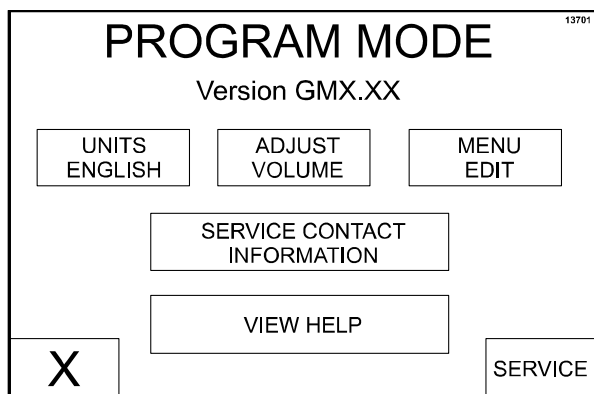 13701
PROGRAM MODE
Version GMX.XX
UNITS
ENGLISH
ADJUST
VOLUME
MENU
EDIT
SERVICE CONTACT
INFORMATION
VIEW HELP
X
SERVICE